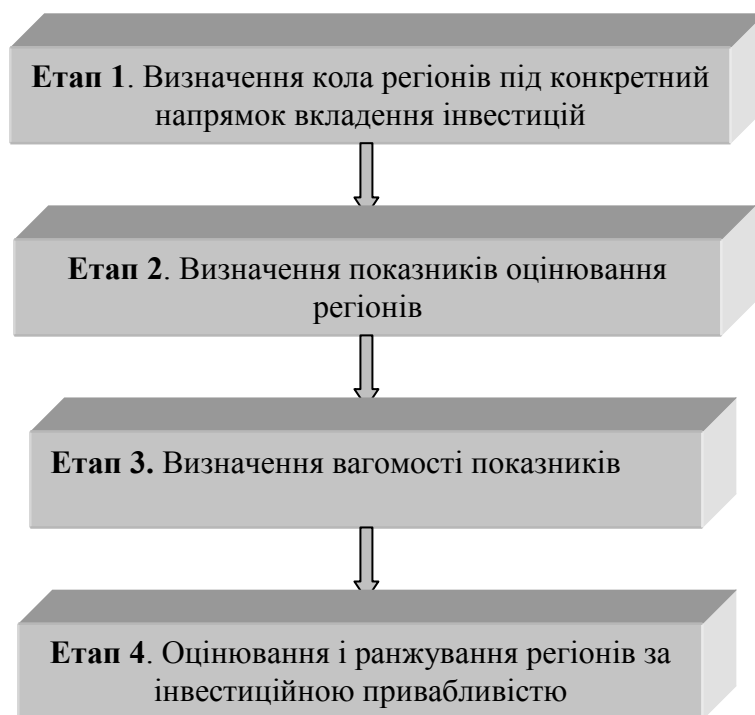 Етап 1. Визначення кола регіонів під конкретний
напрямок вкладення інвестицій
Етап 2. Визначення показників оцінювання
регіонів
Етап 3. Визначення вагомості показників
Етап 4. Оцінювання і ранжування регіонів за
інвестиційною привабливістю